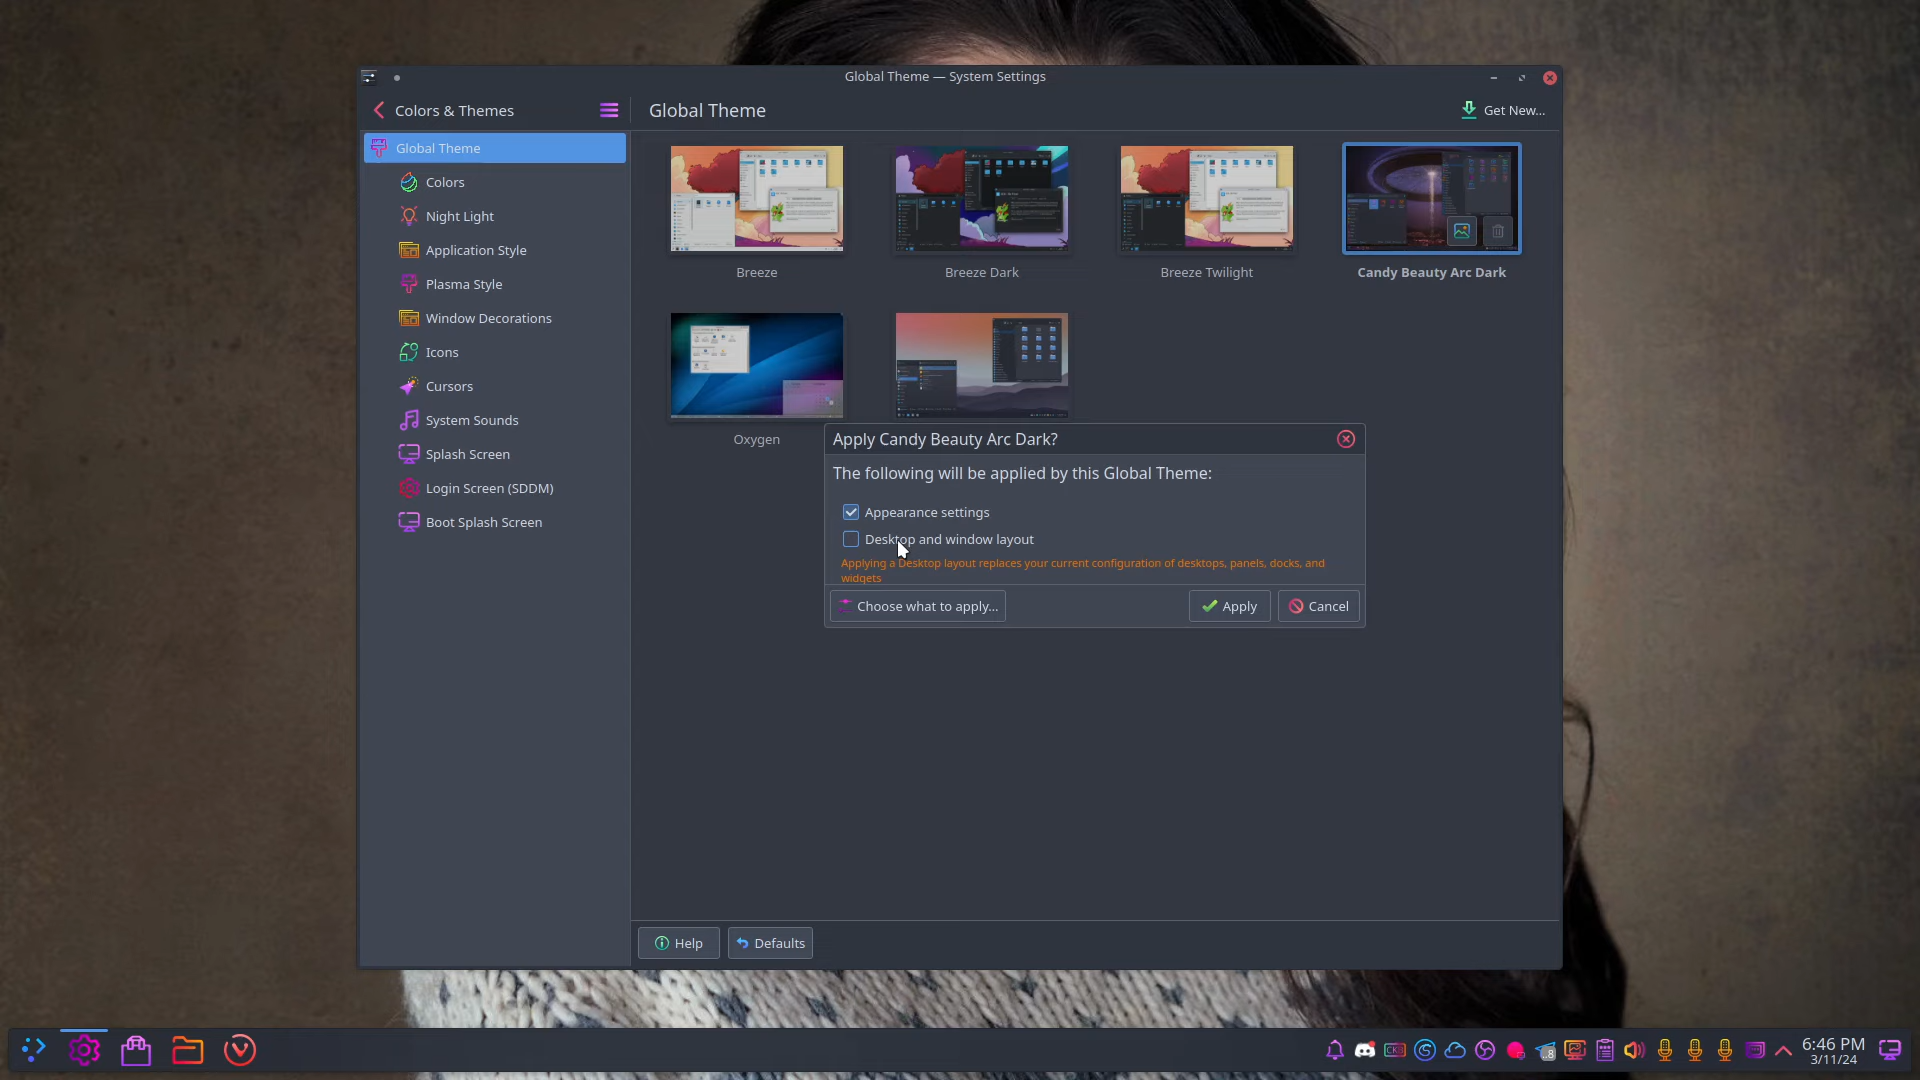 Global Theme — System Settings
Colors & Themes
Global Theme
Get New...
Global Theme
Colors
Night Light
Application Style
Plasma Style
Window Decorations
Icons
Cursors
System Sounds
Splash Screen
Login Screen (SDDM)
Boot Splash Screen
Breeze
Breeze Dark
Breeze Twilight
Candy Beauty Arc Dark
Oxygen
Apply Candy Beauty Arc Dark?
The following will be applied by this Global Theme:
Appearance settings
Desktop and window layout
Applying a Desktop layout replaces your current configuration of desktops, panels, docks, and
widgets
Choose what to apply...
Apply
Cancel
Help
Defaults
6:46 PM
3/11/24